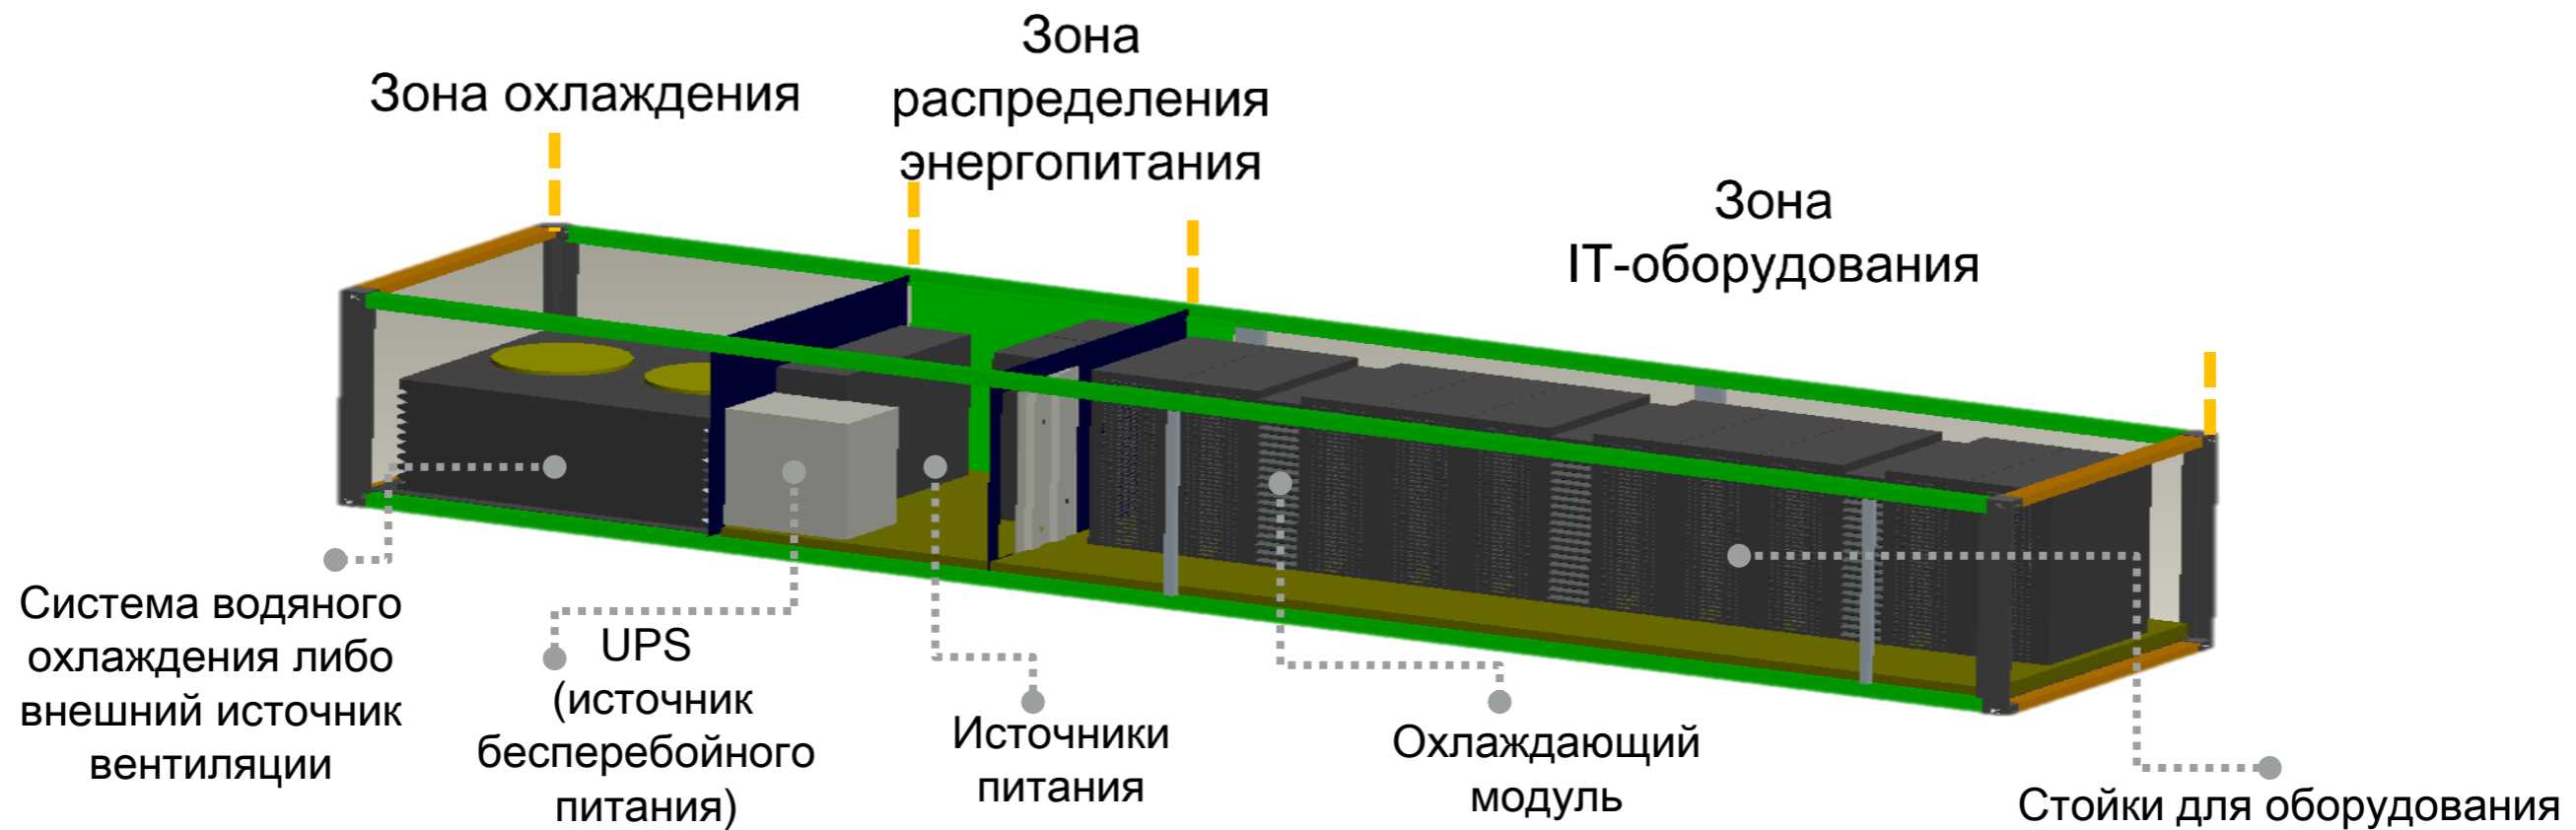 Зона охлаждения
Зона
распределения
энергопитания
Зона
IT-оборудования
Система водяного
охлаждения либо
внешний источник
вентиляции
UPS
(источник
бесперебойного
питания)
Источники
питания
Охлаждающий
модуль
Стойки для оборудования